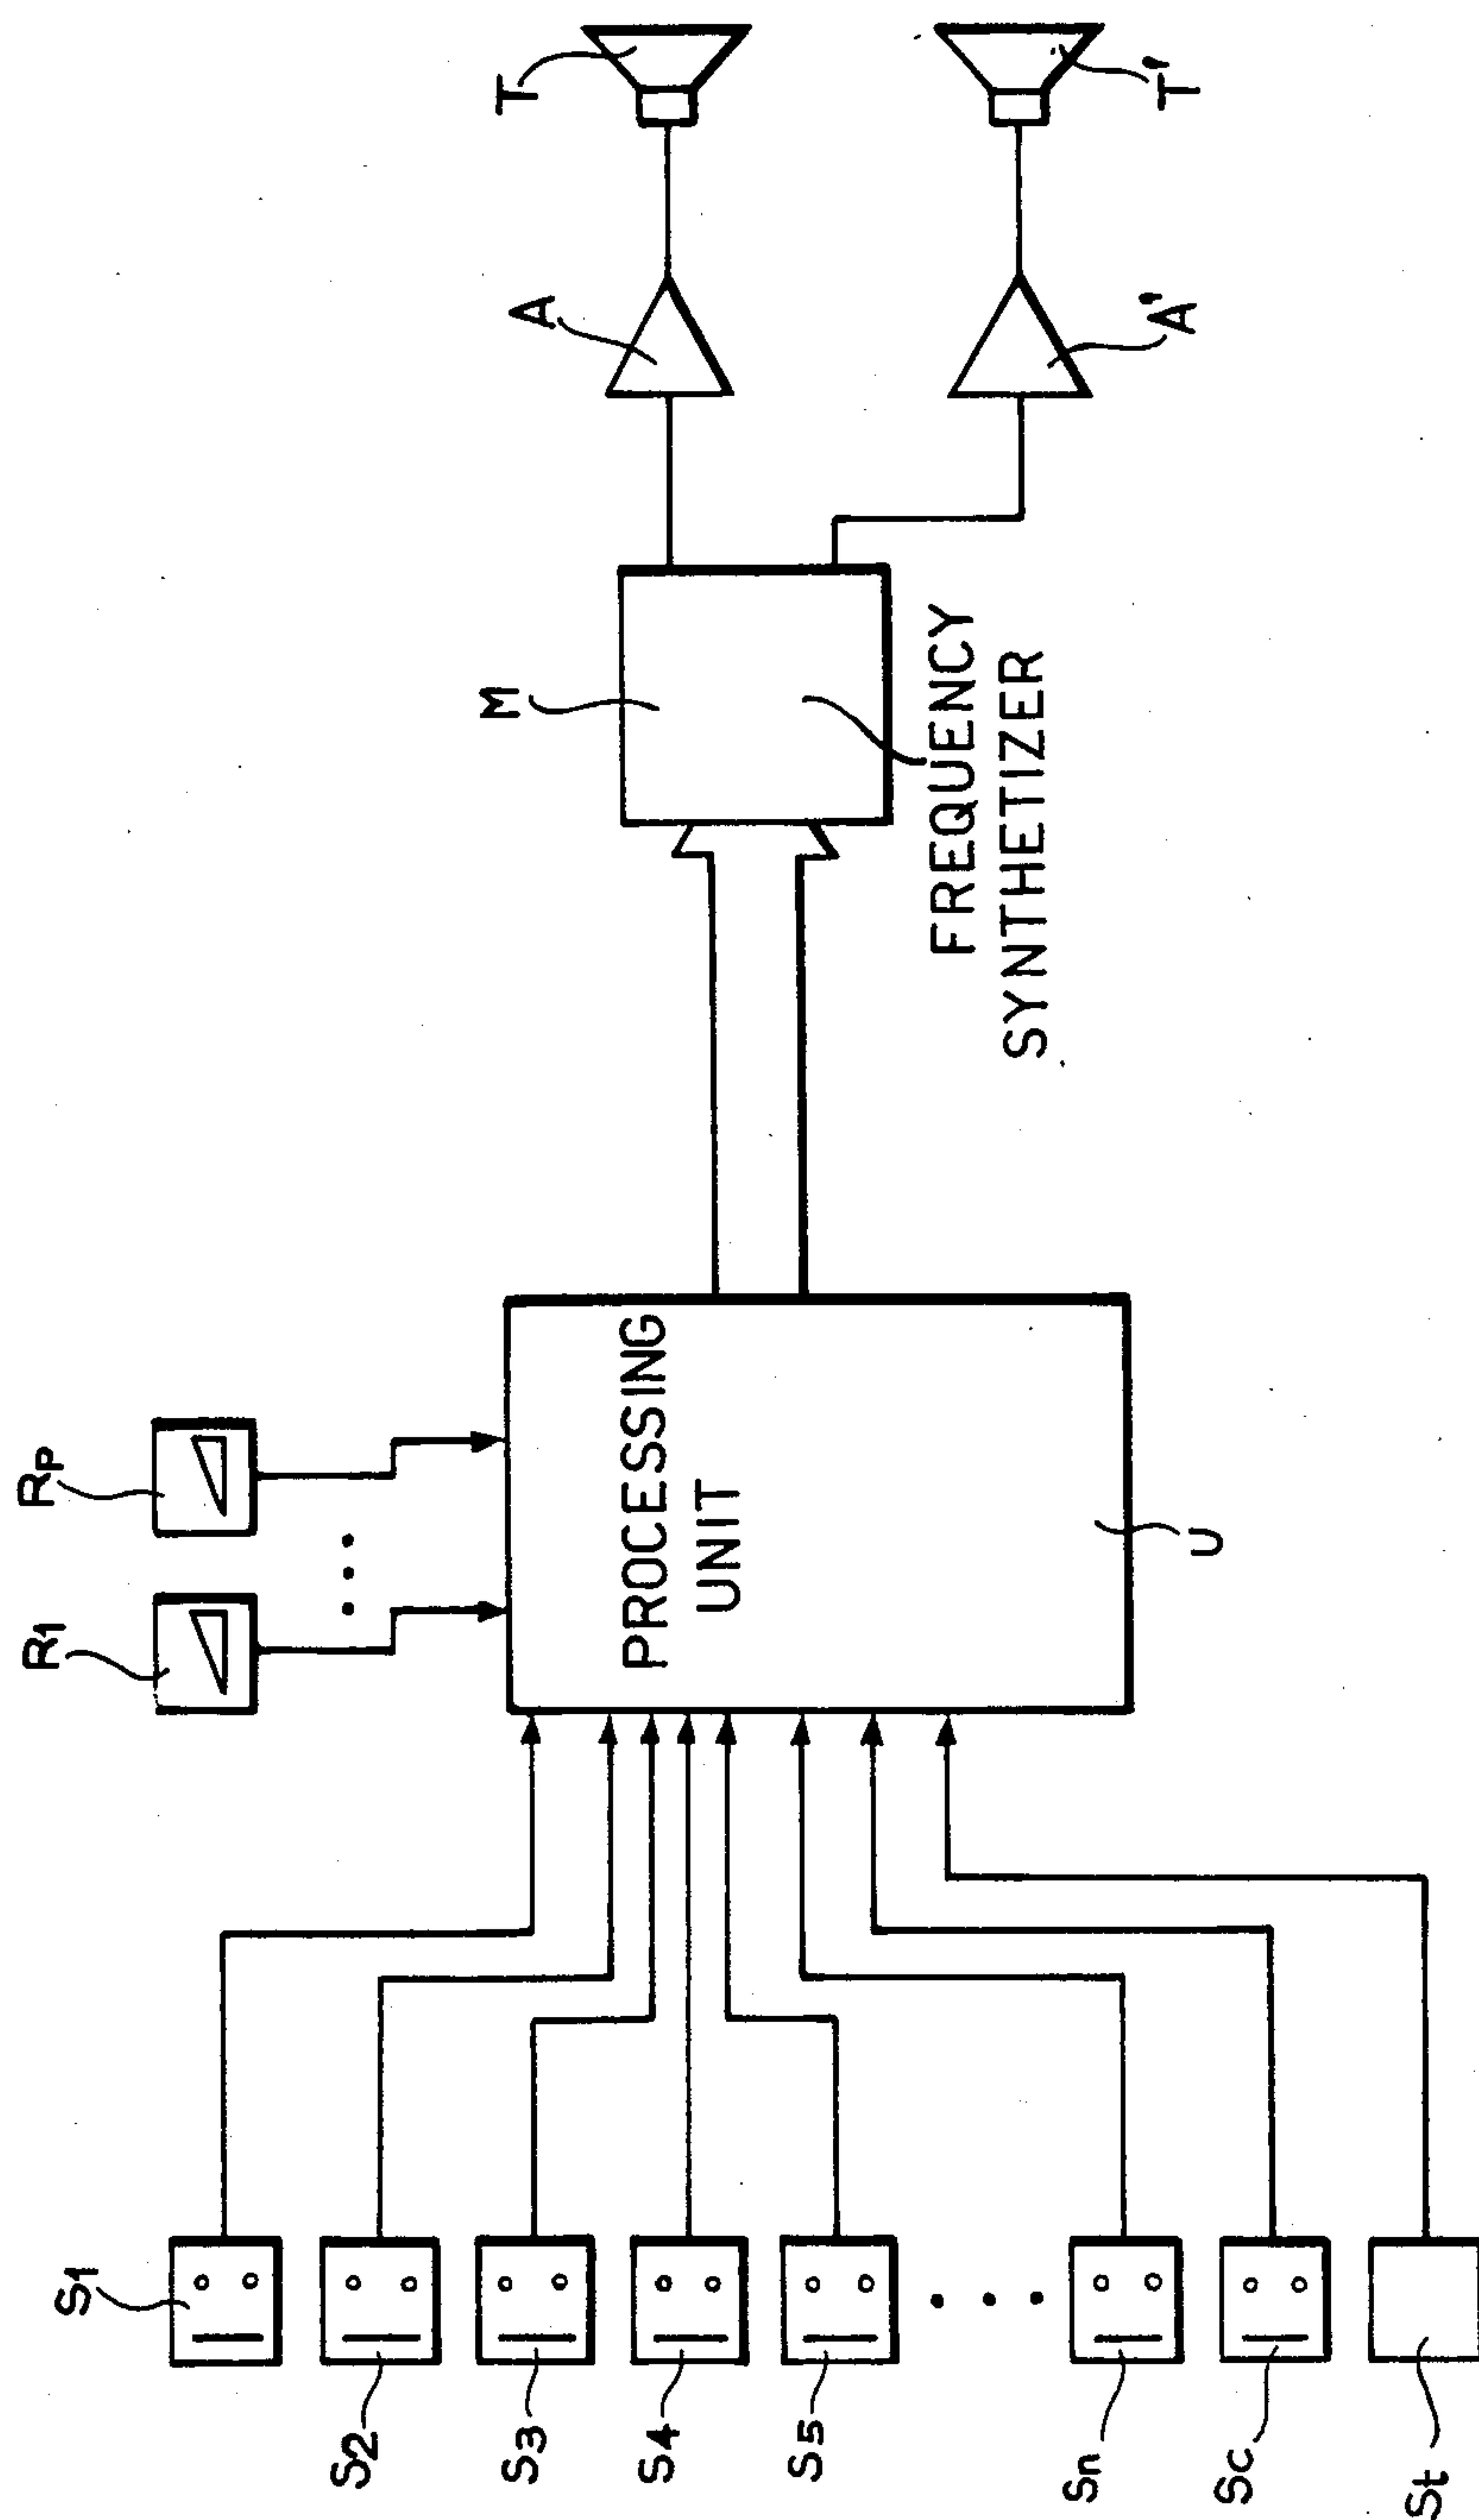 S1
S2
S3
S4
S5
Sn
Sc
St
R1
RP
PROCESSING
UNIT
U
M
FREQUENCY
SYNTHETIZER
A
A'
T
T'